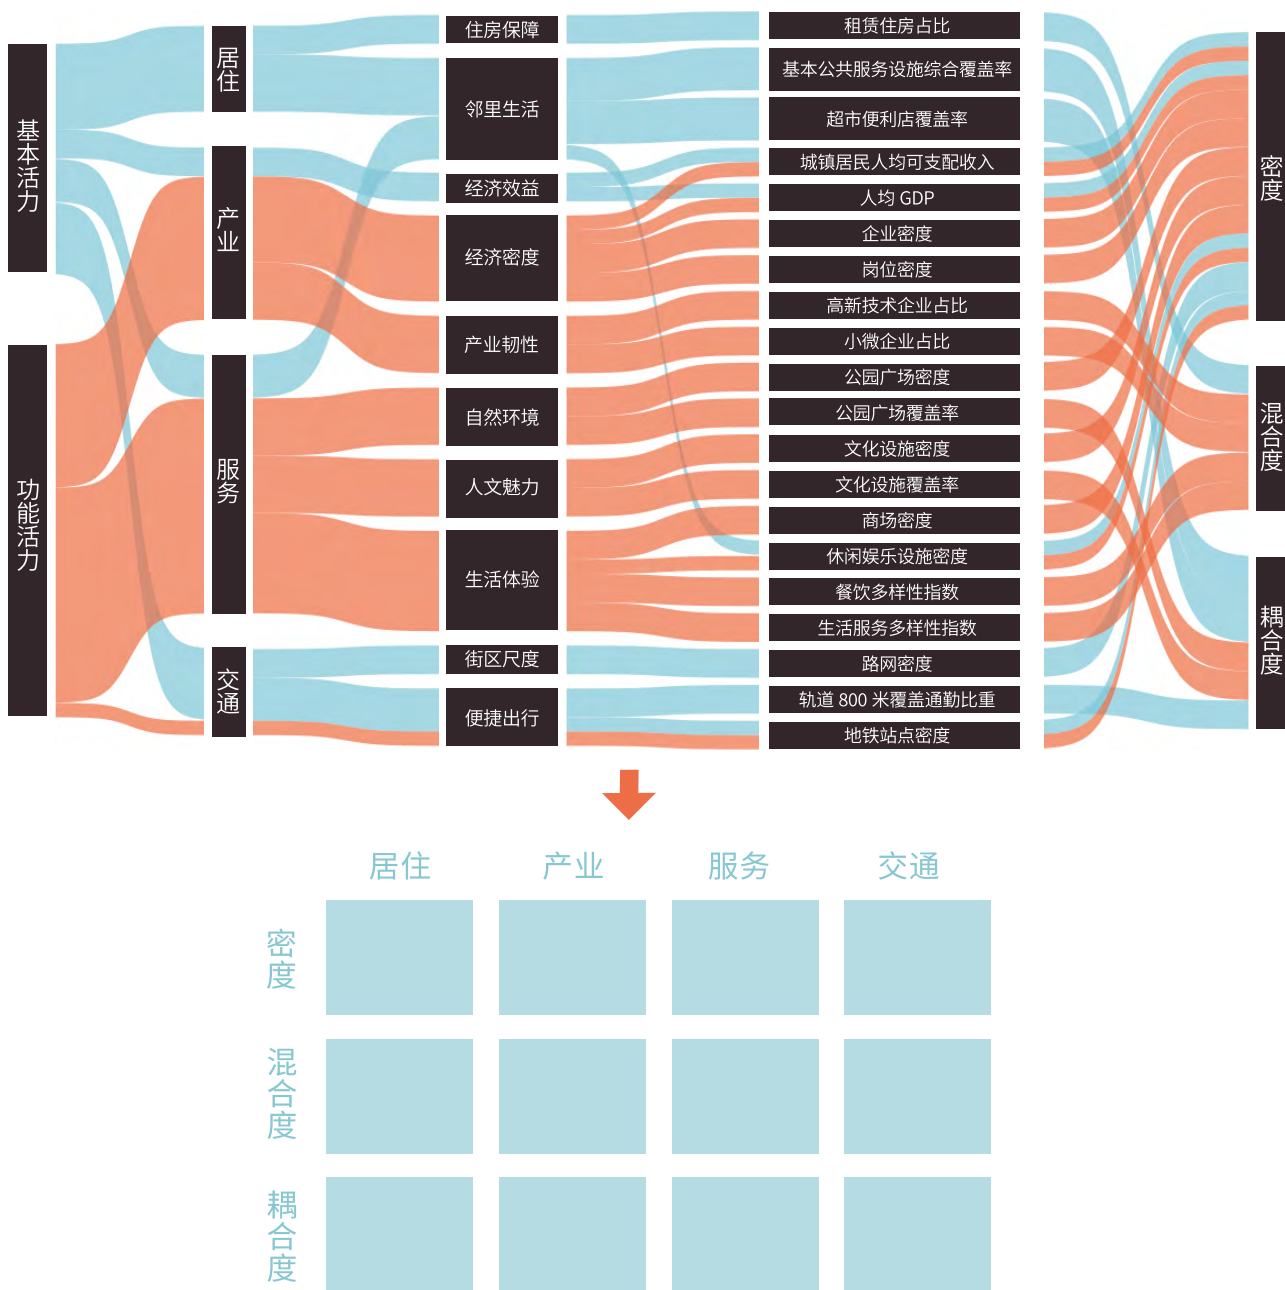 基本活力
功能活力
居住
产业
服务
交通
住房保障
邻里生活
经济效益
经济密度
产业韧性
自然环境
人文魅力
生活体验
街区尺度
便捷出行
租赁住房占比
基本公共服务设施综合覆盖率
超市便利店覆盖率
城镇居民人均可支配收入
人均 GDP
企业密度
岗位密度
高新技术企业占比
小微企业占比
公园广场密度
公园广场覆盖率
文化设施密度
文化设施覆盖率
商场密度
休闲娱乐设施密度
餐饮多样性指数
生活服务多样性指数
路网密度
轨道 800 米覆盖通勤比重
地铁站点密度
密度
混合度
耦合度
居住
产业
服务
交通
密度
混合度
耦合度